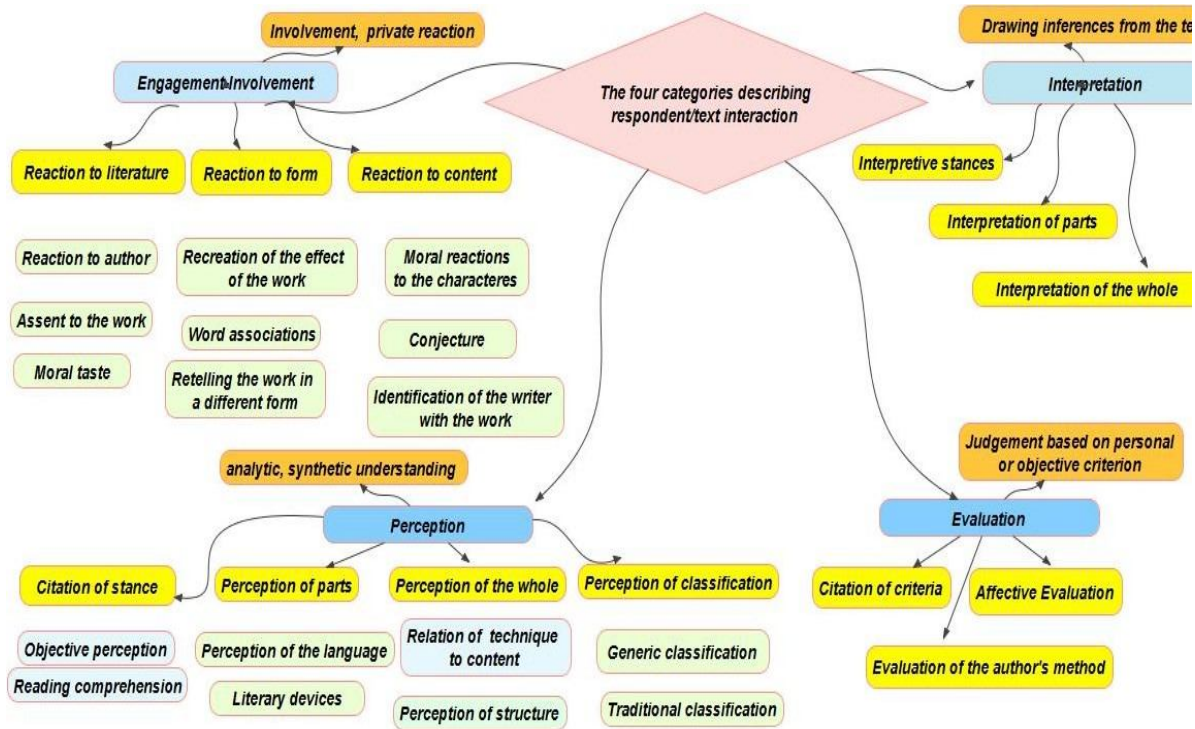 Involvement, private reaction
Engagement-Involvement
Reaction to literature
Reaction to form
Reaction to content
Reaction to author
Recreation of the effect
of the work
Moral reactions
to the characteres
Assent to the work
Word associations
Conjecture
Moral taste
Retelling the work in
a different form
Identification of the writer
with the work
The four categories describing
respondent/text interaction
Drawing inferences from the te
Interpretation
Interpretive stances
Interpretation of parts
Interpretation of the whole
analytic, synthetic understanding
Perception
Citation of stance
Perception of parts
Perception of the whole
Perception of classification
Objective perception
Perception of the language
Relation of technique
to content
Generic classification
Reading comprehension
Literary devices
Perception of structure
Traditional classification
Judgement based on personal
or objective criterion
Evaluation
Citation of criteria
Affective Evaluation
Evaluation of the author's method